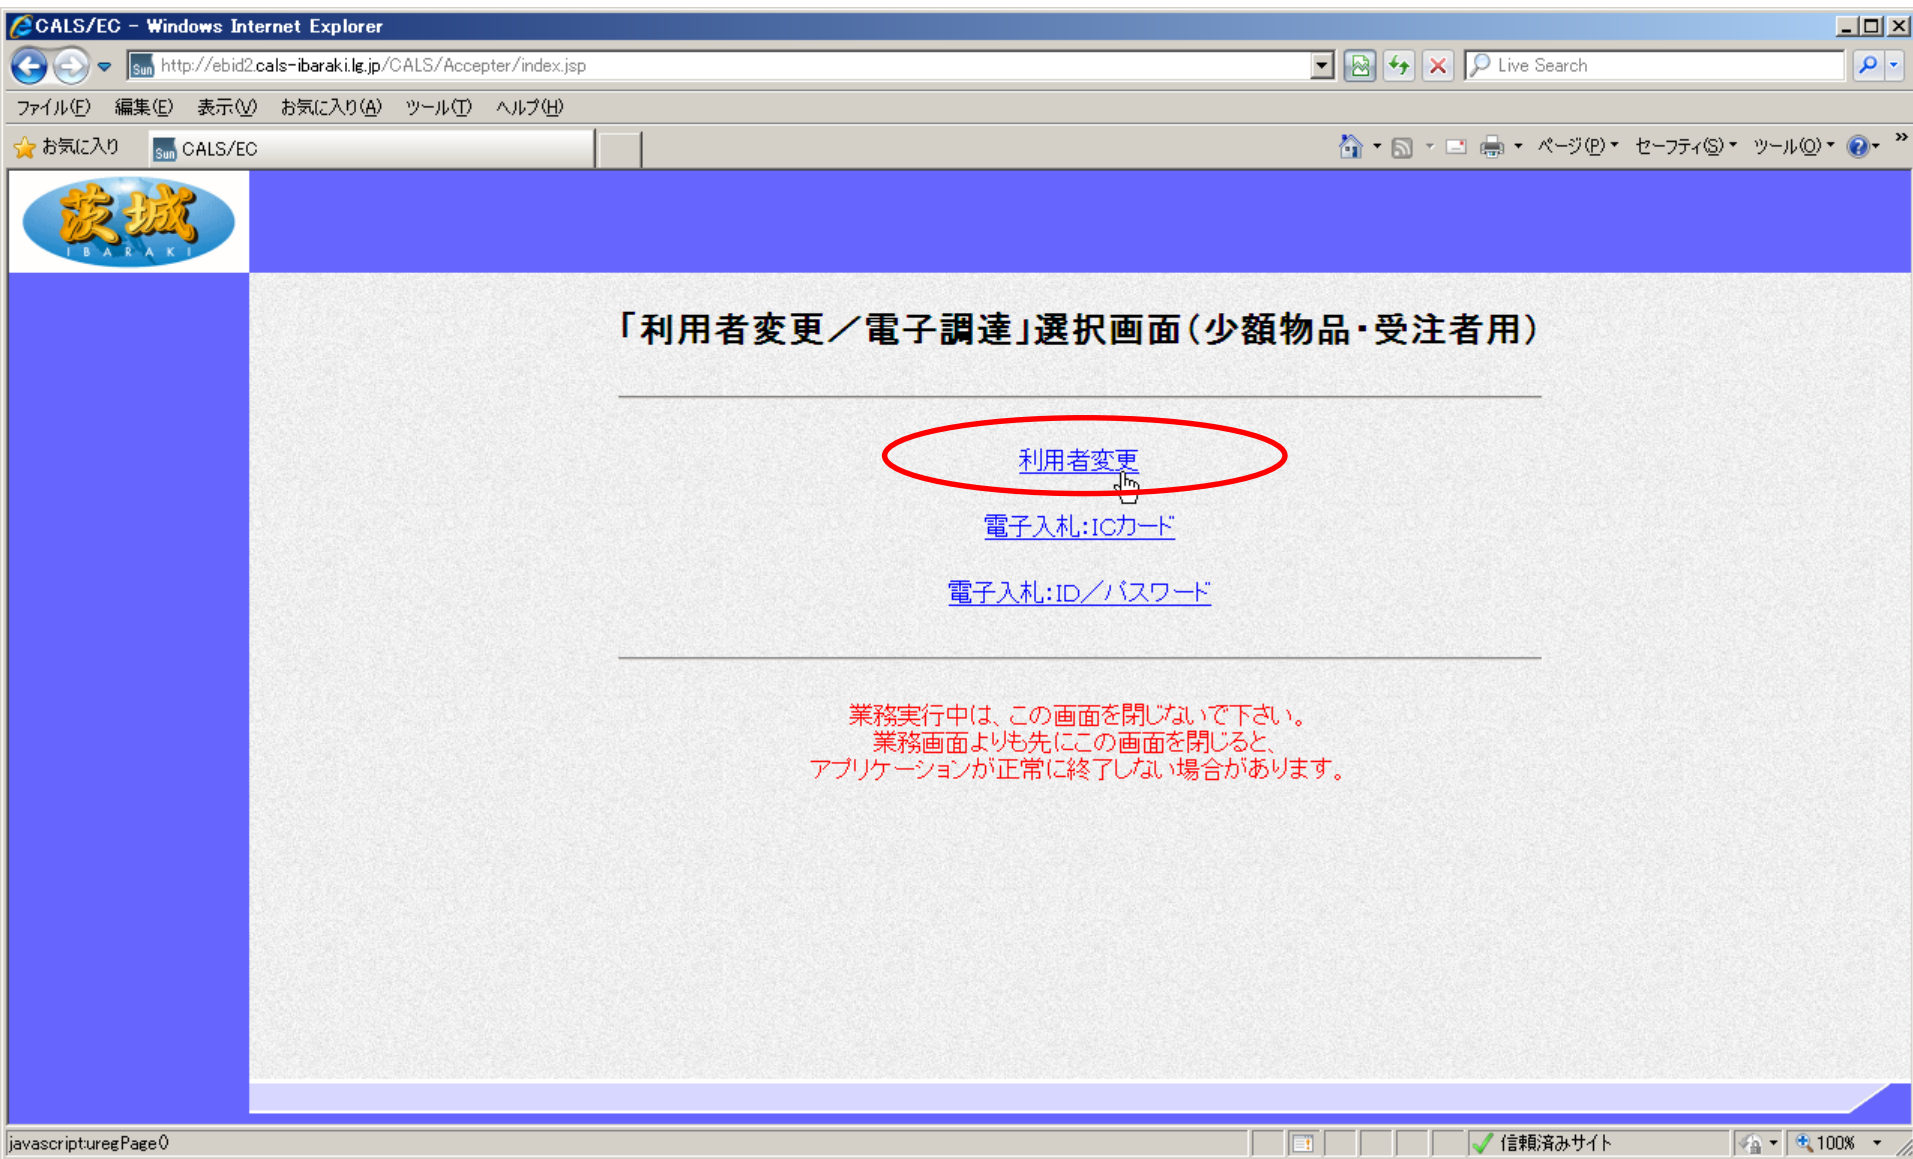 CALS/EC - Windows Internet Explorer
Sun http://ebid2.cals-ibaraki.lg.jp/CALS/Accepter/index.jsp
Live Search
ファイル(F) 編集(E) 表示(V) お気に入り(A) ツール(T) ヘルプ(H)
お気に入り Sun CALS/EC ページ(P) セーフティ(S) ツール(O) »
茨城
IBARAKI
「利用者変更／電子調達」選択画面(少額物品・受注者用)
利用者変更
電子入札:ICカード
電子入札:ID／パスワード
業務実行中は、この画面を閉じないで下さい。
業務画面よりも先にこの画面を閉じると、
アプリケーションが正常に終了しない場合があります。
javascript:uregPage() 信頼済みサイト 100%